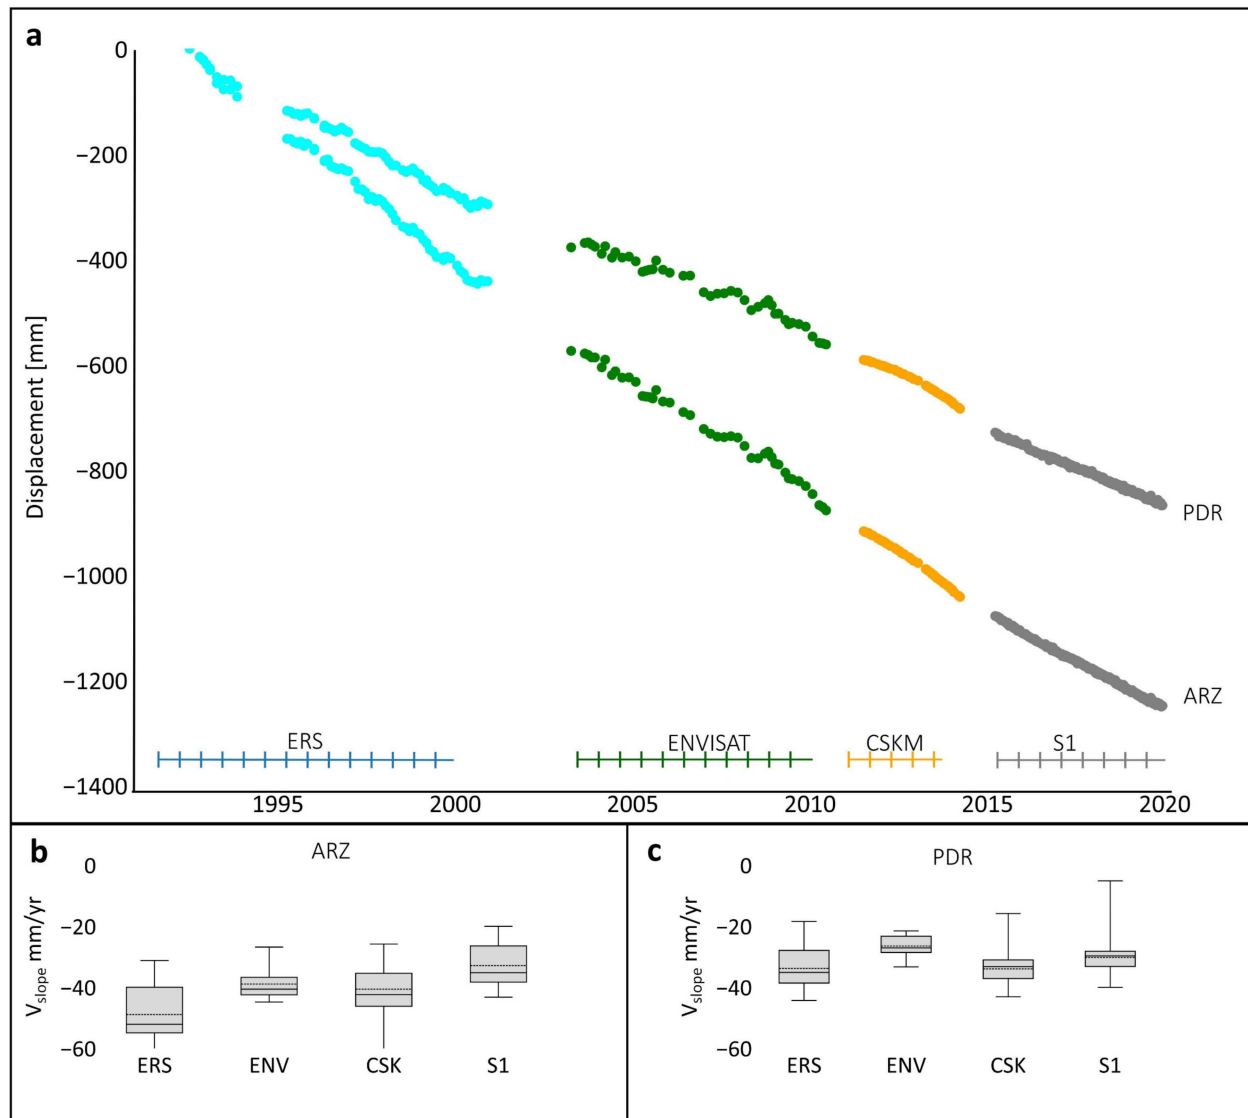 a
0
−200
−400
−600
−800
−1000
−1200
−1400
Displacement [mm]
PDR
ARZ
ERS
ENVISAT
CSKM
S1
1995
2000
2005
2010
2015
2020
b
ARZ
0
−20
−40
−60
Vslope mm/yr
ERS
ENV
CSK
S1
c
PDR
0
−20
−40
−60
Vslope mm/yr
ERS
ENV
CSK
S1